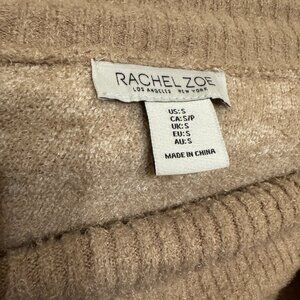 RACHEL ZOE
LOS ANGELES NEW YORK
US: S
CA: S/P
UK: S
EU: S
AU: S
MADE IN CHINA